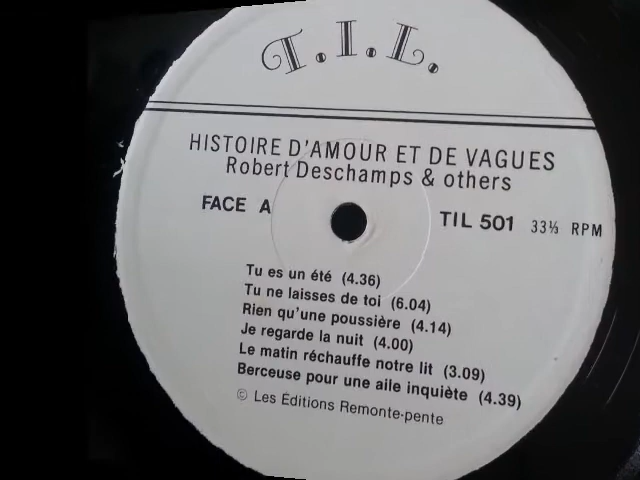 T.I.L.
HISTOIRE D'AMOUR ET DE VAGUES
Robert Deschamps & others
FACE A
TIL 501 33⅓ RPM
Tu es un été (4.36)
Tu ne laisses de toi (6.04)
Rien qu'une poussière (4.14)
Je regarde la nuit (4.00)
Le matin réchauffe notre lit (3.09)
Berceuse pour une aile inquiète (4.39)
© Les Éditions Remonte-pente